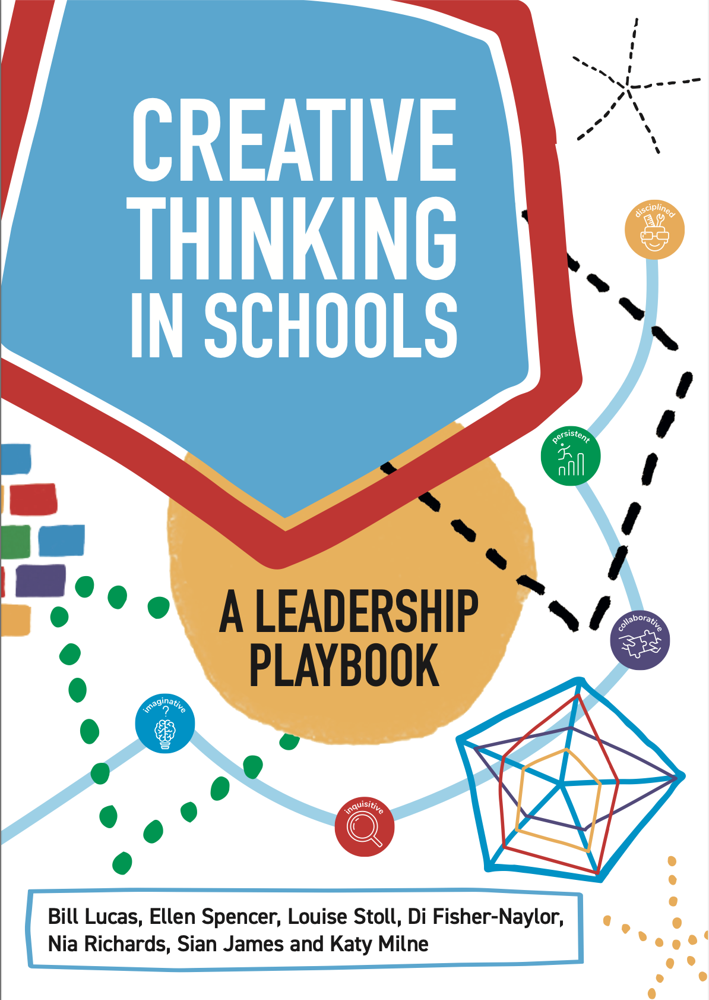 CREATIVE
THINKING
IN SCHOOLS
disciplined
persistent
A LEADERSHIP
PLAYBOOK
collaborative
imaginative
?
inquisitive
Bill Lucas, Ellen Spencer, Louise Stoll, Di Fisher-Naylor,
Nia Richards, Sian James and Katy Milne